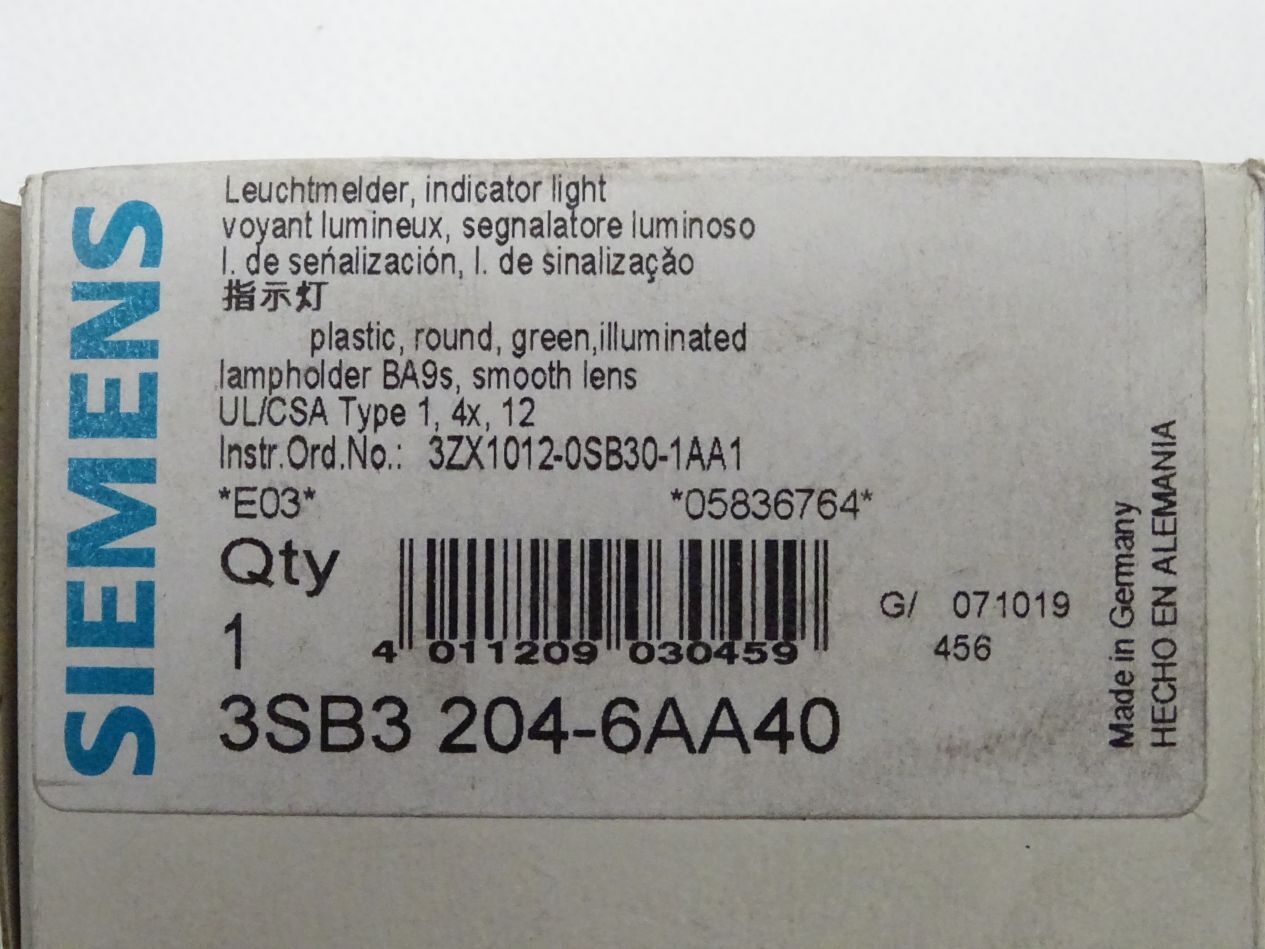 SIEMENS
Leuchtmelder, indicator light
voyant lumineux, segnalatore luminoso
l. de seńalización, l. de sinalizaçăo
指示灯
plastic, round, green,illuminated
lampholder BA9s, smooth lens
UL/CSA Type 1, 4x, 12
Instr.Ord.No.: 3ZX1012-0SB30-1AA1
*E03* *05836764*
Qty
1
4 011209 030459
G/ 071019
456
3SB3 204-6AA40
Made in Germany
HECHO EN ALEMANIA